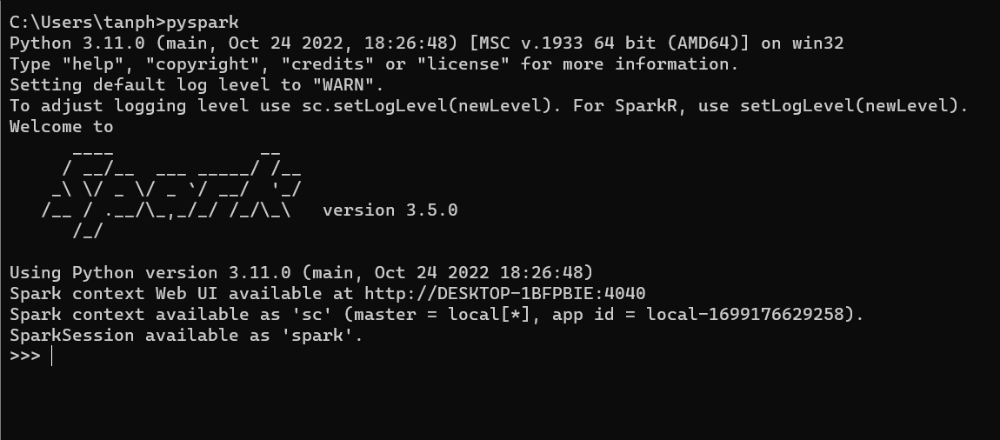 C:\Users\tanph>pyspark
Python 3.11.0 (main, Oct 24 2022, 18:26:48) [MSC v.1933 64 bit (AMD64)] on win32
Type "help", "copyright", "credits" or "license" for more information.
Setting default log level to "WARN".
To adjust logging level use sc.setLogLevel(newLevel). For SparkR, use setLogLevel(newLevel).
Welcome to
      ____              __
     / __/__  ___ _____/ /__
    _\ \/ _ \/ _ `/ __/  '_/
   /__ / .__/\_,_/_/ /_/\_\   version 3.5.0
      /_/
Using Python version 3.11.0 (main, Oct 24 2022 18:26:48)
Spark context Web UI available at http://DESKTOP-1BFPBIE:4040
Spark context available as 'sc' (master = local[*], app id = local-1699176629258).
SparkSession available as 'spark'.
>>>